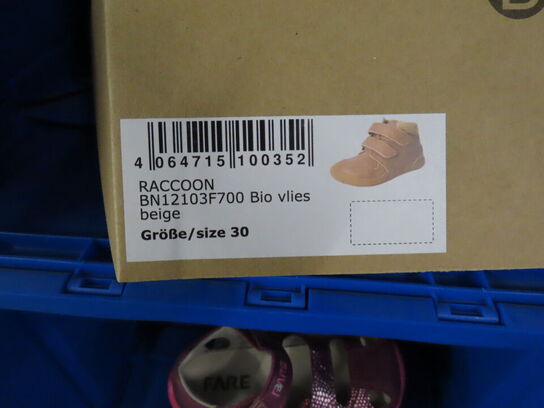 4 064715 100352
RACCOON
BN12103F700 Bio vlies
beige
Größe/size 30
FARE